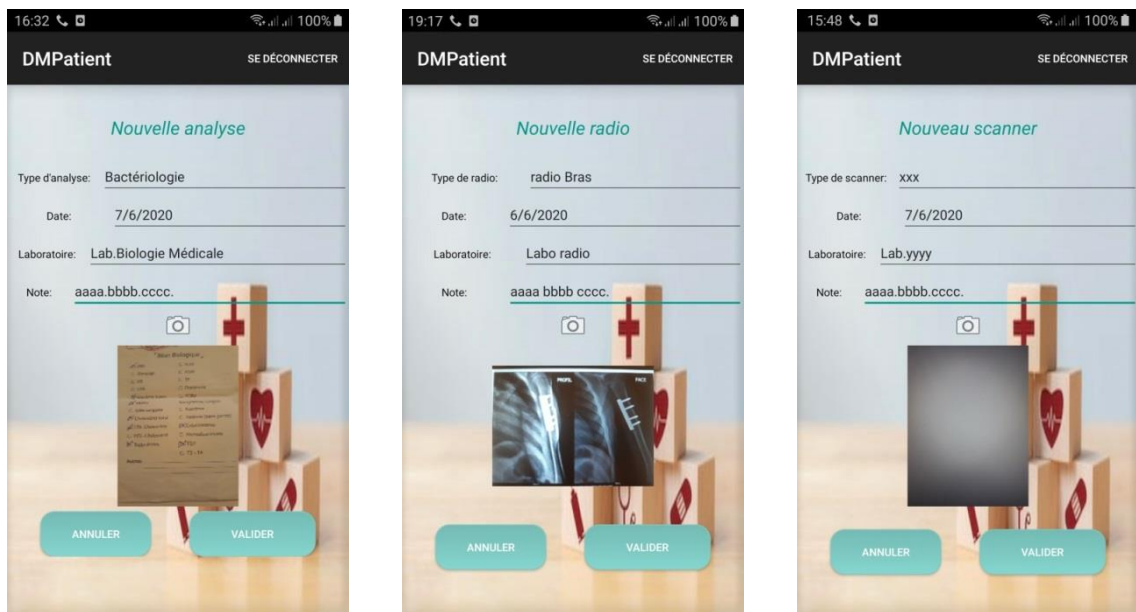 16:32 100%
DMPatient SE DÉCONNECTER
Nouvelle analyse
Type d'analyse: Bactériologie
Date: 7/6/2020
Laboratoire: Lab.Biologie Médicale
Note: aaaa.bbbb.cccc.
Bilan Biologique
ANNULER VALIDER
19:17 100%
DMPatient SE DÉCONNECTER
Nouvelle radio
Type de radio: radio Bras
Date: 6/6/2020
Laboratoire: Labo radio
Note: aaaa bbbb cccc.
PROFIL FACE
ANNULER VALIDER
15:48 100%
DMPatient SE DÉCONNECTER
Nouveau scanner
Type de scanner: xxx
Date: 7/6/2020
Laboratoire: Lab.yyyy
Note: aaaa.bbbb.cccc.
ANNULER VALIDER